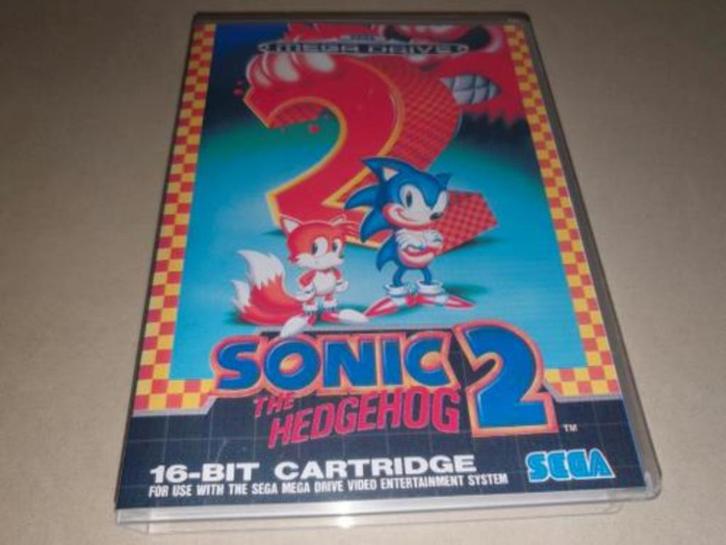 MEGA DRIVE
2
SONIC
THE
HEDGEHOG
2
TM
16-BIT CARTRIDGE
FOR USE WITH THE SEGA MEGA DRIVE VIDEO ENTERTAINMENT SYSTEM
SEGA